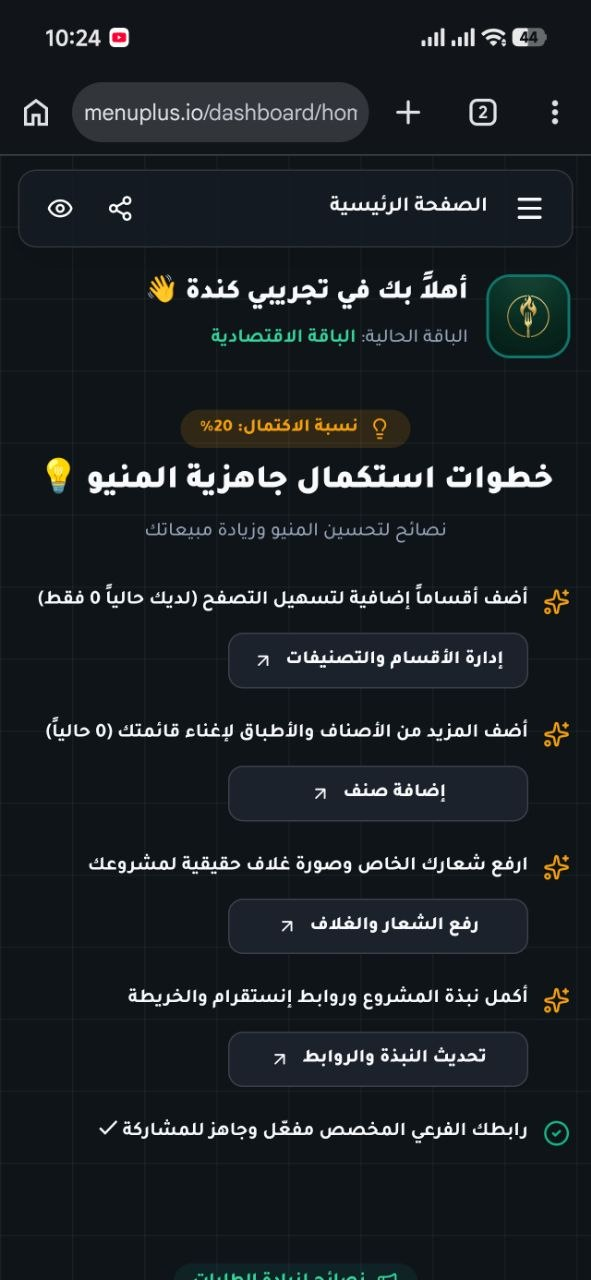 10:24
44
menuplus.io/dashboard/hon
2
الصفحة الرئيسية
أهلاً بك في تجريبي كندة 👋
الباقة الحالية: الباقة الاقتصادية
نسبة الاكتمال: 20%
خطوات استكمال جاهزية المنيو 💡
نصائح لتحسين المنيو وزيادة مبيعاتك
أضف أقساماً إضافية لتسهيل التصفح (لديك حالياً 0 فقط)
إدارة الأقسام والتصنيفات
أضف المزيد من الأصناف والأطباق لإغناء قائمتك (0 حالياً)
إضافة صنف
ارفع شعارك الخاص وصورة غلاف حقيقية لمشروعك
رفع الشعار والغلاف
أكمل نبذة المشروع وروابط إنستقرام والخريطة
تحديث النبذة والروابط
رابطك الفرعي المخصص مفعّل وجاهز للمشاركة ✓
نصائح لزيادة الطلبات